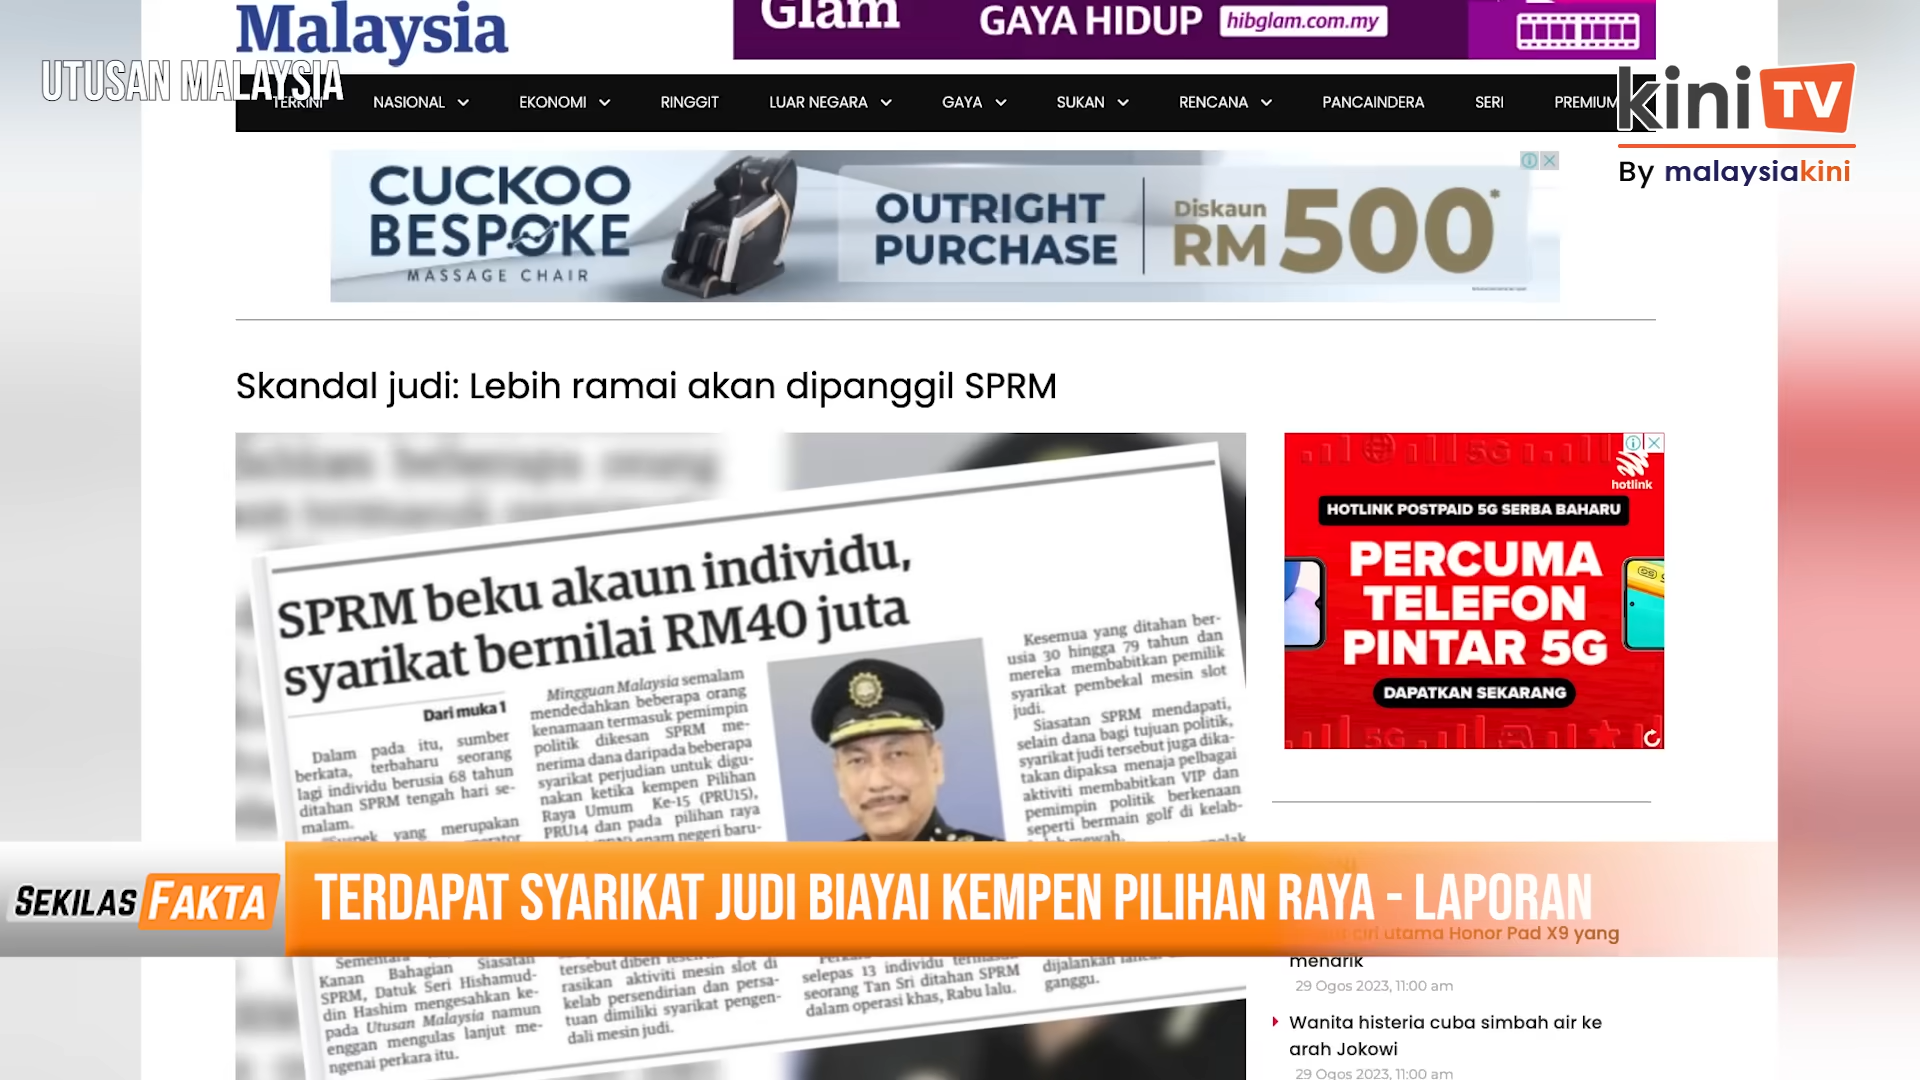 Malaysia
Glam
GAYA HIDUP hibglam.com.my
UTUSAN MALAYSIA
TERKINI NASIONAL EKONOMI RINGGIT LUAR NEGARA GAYA SUKAN RENCANA PANCAINDERA SERI PREMIUM
kini TV
By malaysiakini
CUCKOO
BESPOKE
MASSAGE CHAIR
OUTRIGHT
PURCHASE
Diskaun
RM 500*
Skandal judi: Lebih ramai akan dipanggil SPRM
SPRM beku akaun individu,
syarikat bernilai RM40 juta
Dari muka 1
Dalam pada itu, sumber
berkata, terbaharu seorang
lagi individu berusia 68 tahun
ditahan SPRM tengah hari se-
malam.
yang merupakan
Mingguan Malaysia semalam
mendedahkan beberapa orang
kenamaan termasuk pemimpin
politik dikesan SPRM me-
nerima dana daripada beberapa
syarikat perjudian untuk digu-
nakan ketika kempen Pilihan
Raya Umum Ke-15 (PRU15),
PRU14 dan pada pilihan raya
enam negeri baru-
Kesemua yang ditahan ber-
usia 30 hingga 79 tahun dan
mereka membabitkan pemilik
syarikat pembekal mesin slot
judi.
Siasatan SPRM mendapati,
selain dana bagi tujuan politik,
syarikat judi tersebut juga dika-
takan dipaksa menaja pelbagai
aktiviti membabitkan VIP dan
pemimpin politik berkenaan
seperti bermain golf di kelab-
hotlink
HOTLINK POSTPAID 5G SERBA BAHARU
PERCUMA
TELEFON
PINTAR 5G
DAPATKAN SEKARANG
SEKILAS FAKTA
TERDAPAT SYARIKAT JUDI BIAYAI KEMPEN PILIHAN RAYA - LAPORAN
Kanan Bahagian Siasatan
SPRM, Datuk Seri Hishamud-
din Hashim mengesahkan ke-
pada Utusan Malaysia namun
enggan mengulas lanjut me-
ngenai perkara itu.
rasikan aktiviti mesin slot di
kelab persendirian dan persa-
tuan dimiliki syarikat pengen-
dali mesin judi.
selepas 13 individu termasuk
seorang Tan Sri ditahan SPRM
dalam operasi khas, Rabu lalu.
dijalankan
ganggu.
ciri utama Honor Pad X9 yang
menarik
29 Ogos 2023, 11:00 am
Wanita histeria cuba simbah air ke
arah Jokowi
29 Ogos 2023, 11:00 am